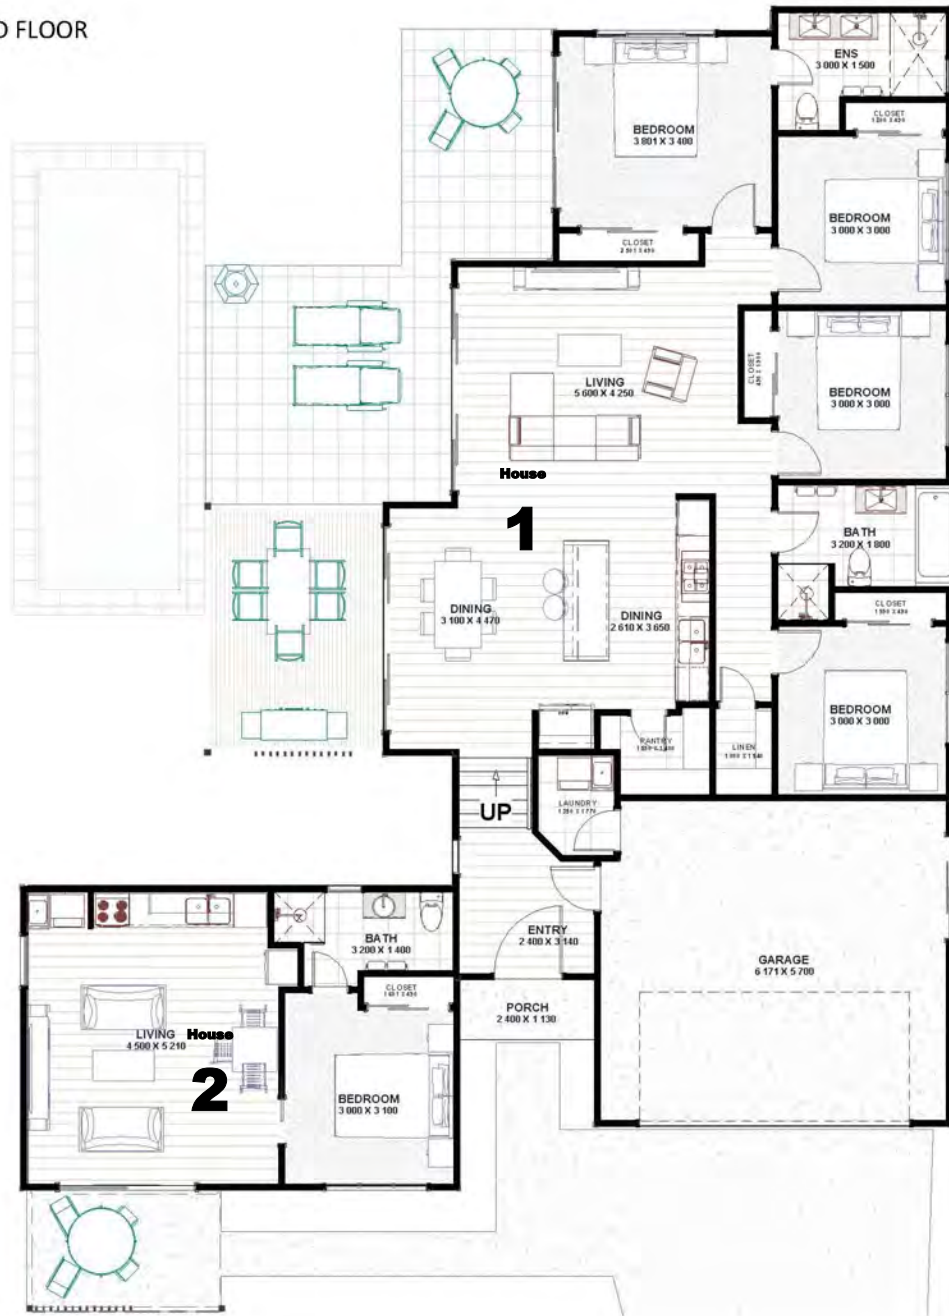 D FLOOR
ENS
3 000 X 1 500
CLOSET
BEDROOM
3 801 X 3 400
BEDROOM
3 000 X 3 000
CLOSET
LIVING
5 600 X 4 250
CLOSET
BEDROOM
3 000 X 3 000
House
1
BATH
3 200 X 1 800
CLOSET
DINING
3 100 X 4 470
DINING
2 610 X 3 650
BEDROOM
3 000 X 3 000
PANTRY
LINEN
UP
LAUNDRY
ENTRY
2 400 X 3 140
BATH
3 200 X 1 400
GARAGE
6 171 X 5 700
CLOSET
PORCH
2 400 X 1 130
LIVING
4 500 X 5 210
House
2
BEDROOM
3 000 X 3 100